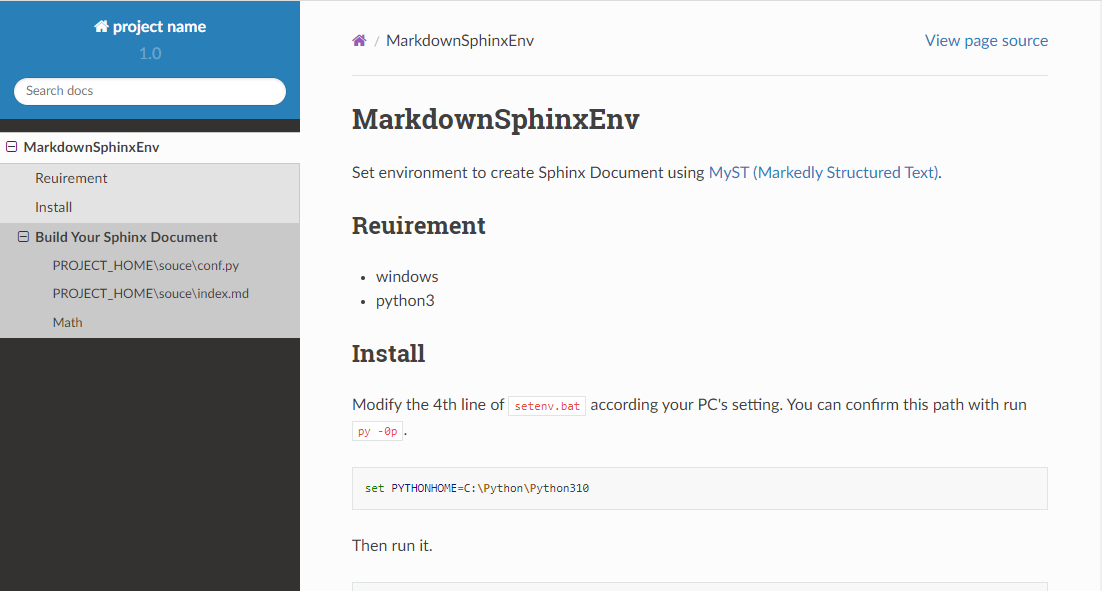 project name
1.0
Search docs
MarkdownSphinxEnv
Reuirement
Install
Build Your Sphinx Document
PROJECT_HOME\souce\conf.py
PROJECT_HOME\souce\index.md
Math
/ MarkdownSphinxEnv
View page source
MarkdownSphinxEnv
Set environment to create Sphinx Document using MyST (Markedly Structured Text).
Reuirement
• windows
• python3
Install
Modify the 4th line of setenv.bat according your PC's setting. You can confirm this path with run
py -0p.
set PYTHONHOME=C:\Python\Python310
Then run it.